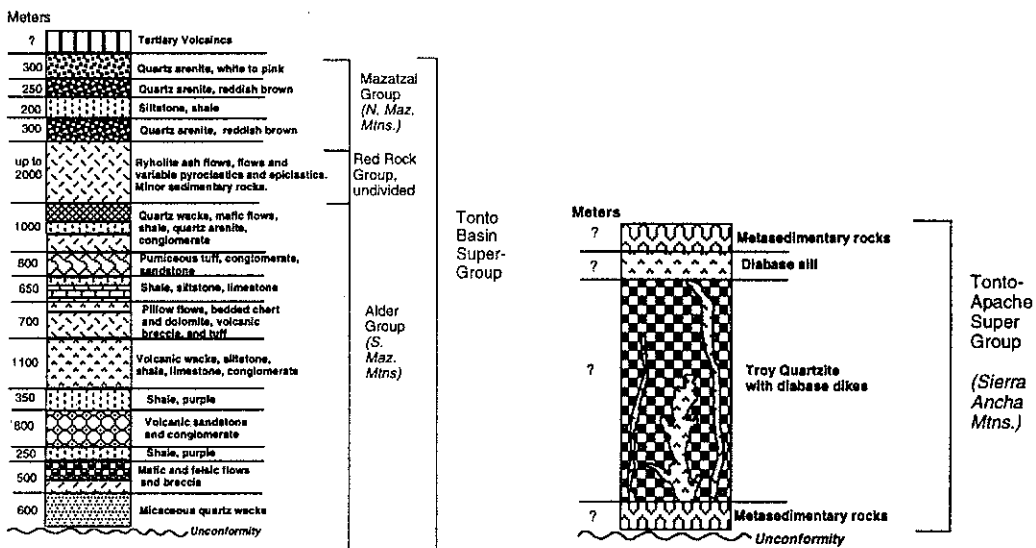 Meters
? Tertiary Volcaincs
300 Quartz arenite, white to pink
250 Quartz arenite, reddish brown
200 Siltstone, shale
300 Quartz arenite, reddish brown
up to
2000
Ryholite ash flows, flows and
variable pyroclastics and epiclastics.
Minor sedimentary rocks.
1000
Quartz wacke, mafic flows,
shale, quartz arenite,
conglomerate
800
Pumiceous tuff, conglomerate,
sandstone
650 Shale, siltstone, limestone
700
Pillow flows, bedded chert
and dolomite, volcanic
breccia, and tuff
1100
Volcanic wacke, siltstone,
shale, limestone, conglomerate
350 Shale, purple
800
Volcanic sandstone
and conglomerate
250 Shale, purple
500
Mafic and felsic flows
and breccia
600 Micaceous quartz wacke
Unconformity
Mazatzal
Group
(N. Maz.
Mtns.)
Red Rock
Group,
undivided
Alder
Group
(S.
Maz.
Mtns)
Tonto
Basin
Super-
Group
Meters
? Metasedimentary rocks
? Diabase sill
?
Troy Quartzite
with diabase dikes
? Metasedimentary rocks
Unconformity
Tonto-
Apache
Super
Group
(Sierra
Ancha
Mtns.)